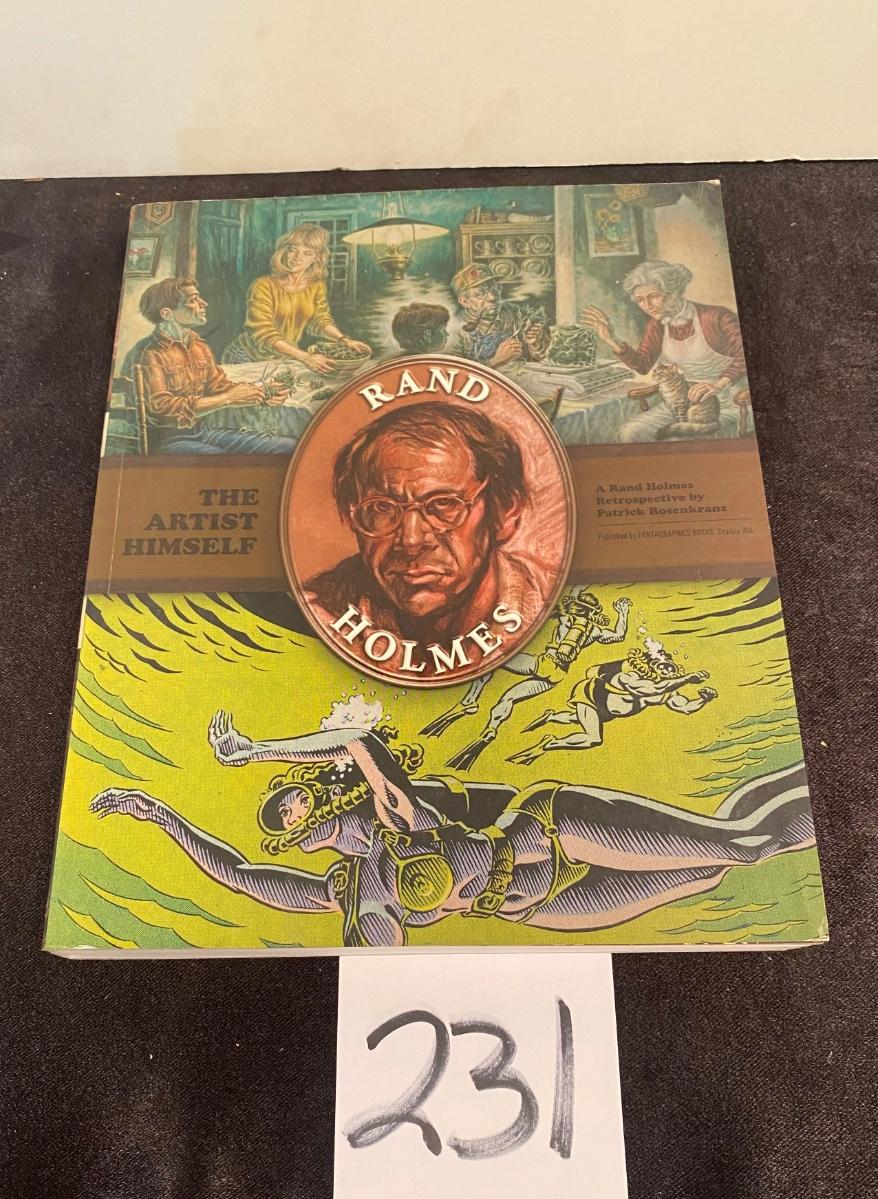 RAND
THE
ARTIST
HIMSELF
A Rand Holmes
Retrospective by
Patrick Rosenkranz
Published by FANTAGRAPHICS BOOKS, Seattle WA
HOLMES
231